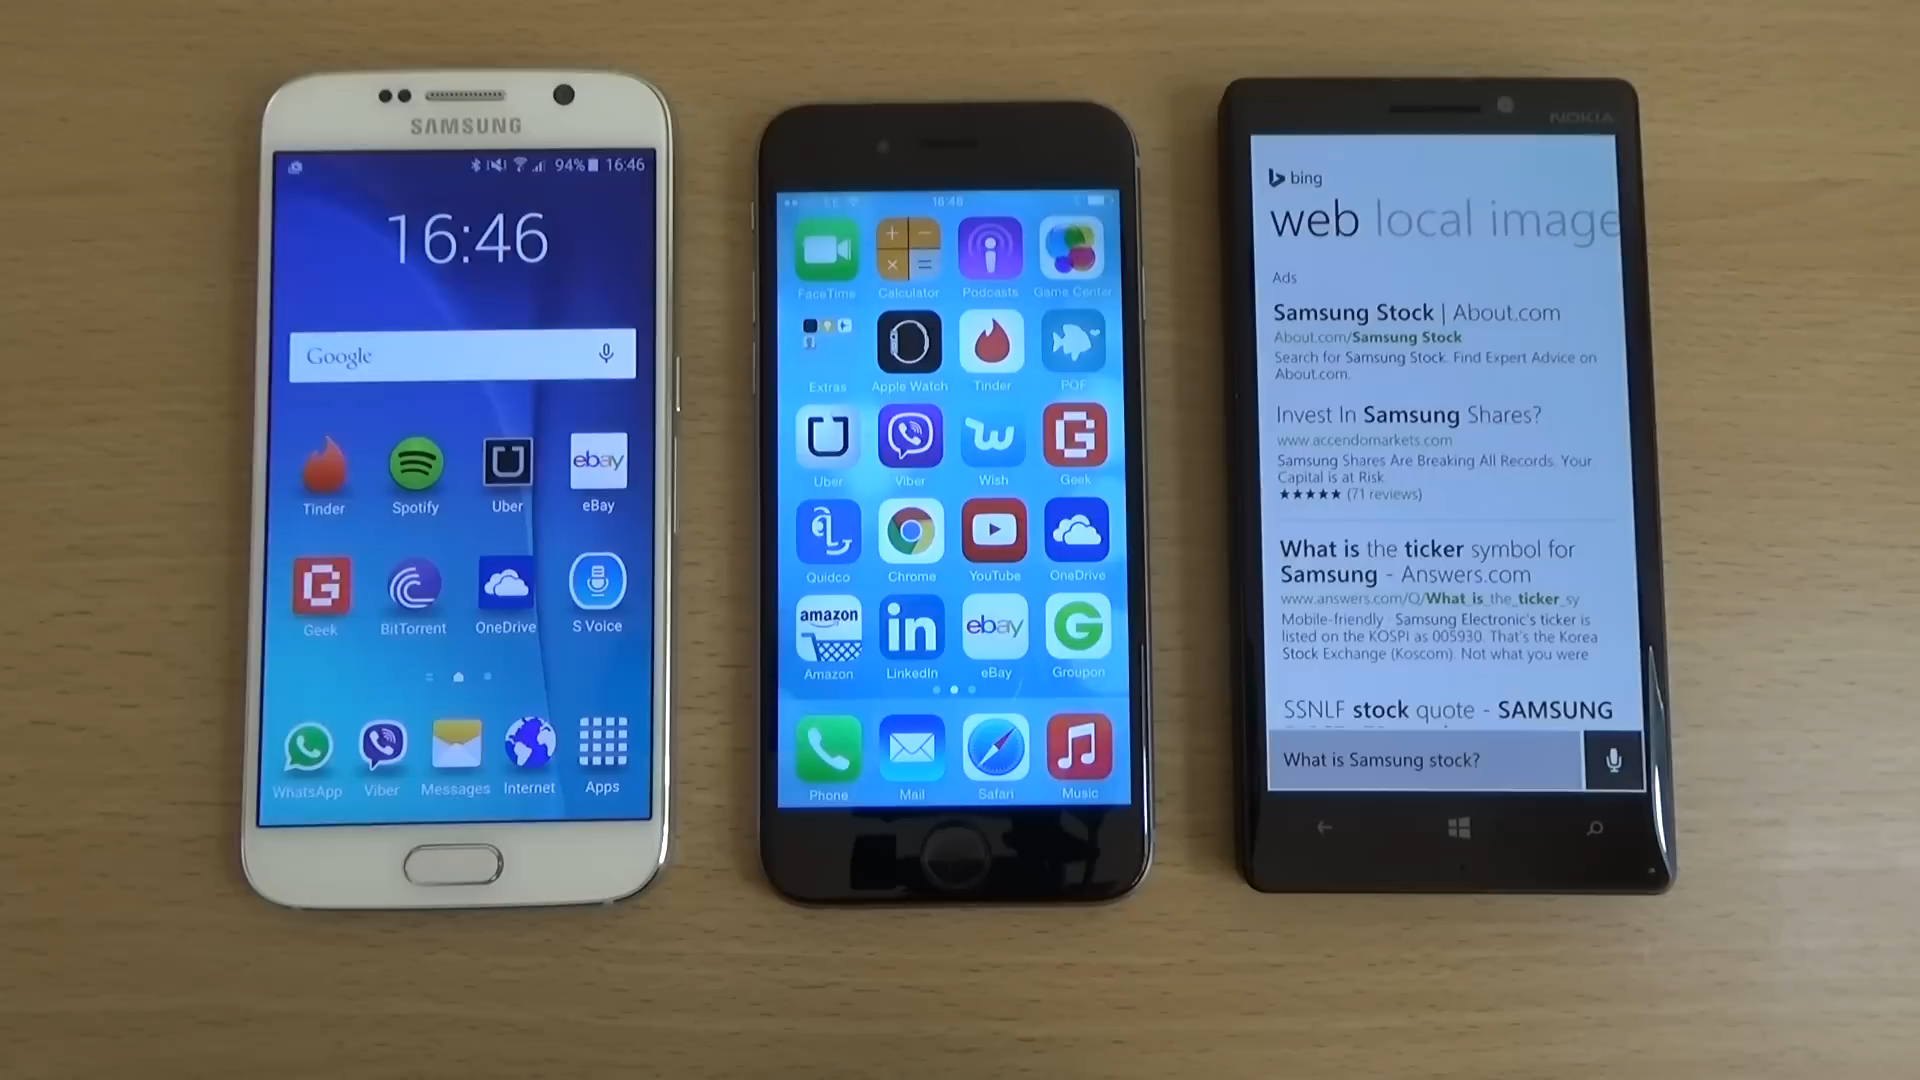 SAMSUNG
94% 16:46
16:46
Google
ebay
Tinder Spotify Uber eBay
G
Geek BitTorrent OneDrive S Voice
WhatsApp Viber Messages Internet Apps
16:46
FaceTime Calculator Podcasts Game Center
Extras Apple Watch Tinder POF
G
Uber Viber Wish Geek
Quidco Chrome YouTube OneDrive
amazon in ebay G
Amazon LinkedIn eBay Groupon
Phone Mail Safari Music
NOKIA
bing
web local image
Ads
Samsung Stock | About.com
About.com/Samsung Stock
Search for Samsung Stock. Find Expert Advice on
About.com.
Invest In Samsung Shares?
www.accendomarkets.com
Samsung Shares Are Breaking All Records. Your
Capital is at Risk
★★★★★ (71 reviews)
What is the ticker symbol for
Samsung - Answers.com
www.answers.com/Q/What_is_the_ticker_sy
Mobile-friendly · Samsung Electronic's ticker is
listed on the KOSPI as 005930. That's the Korea
Stock Exchange (Koscom). Not what you were
SSNLF stock quote - SAMSUNG
What is Samsung stock?